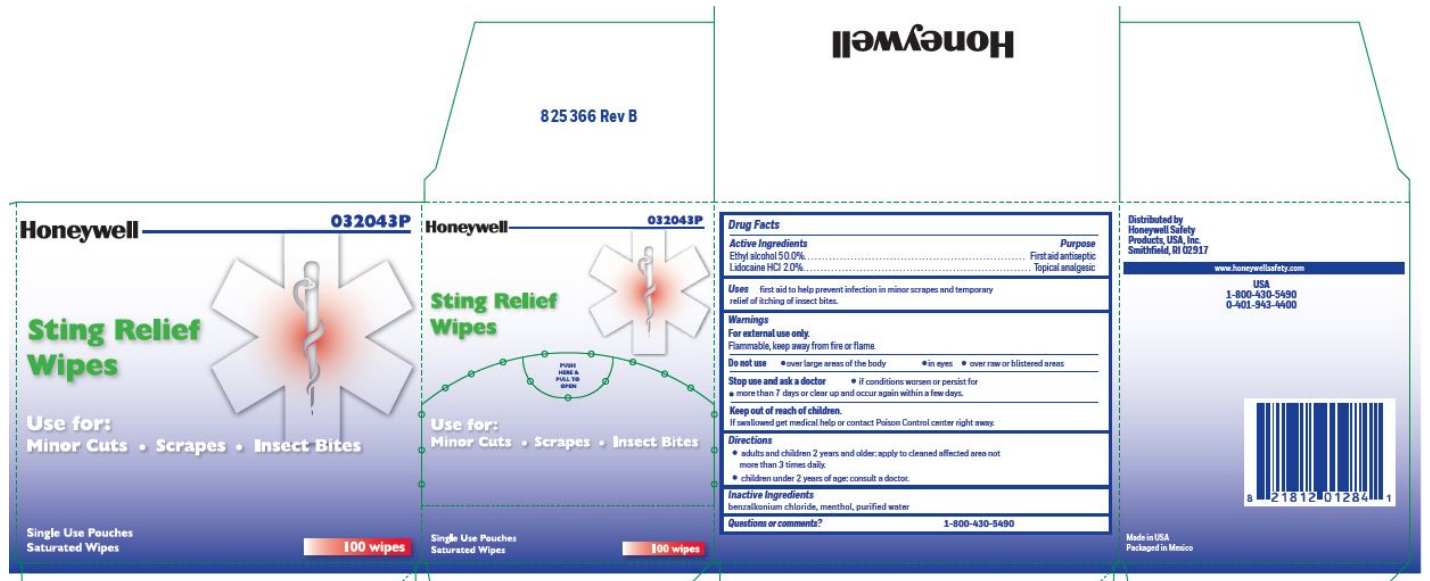 Honeywell
825366 Rev B
Honeywell 032043P
Sting Relief
Wipes
Use for:
Minor Cuts • Scrapes • Insect Bites
Single Use Pouches
Saturated Wipes
100 wipes
Honeywell 032043P
Sting Relief
Wipes
PUSH
HERE &
PULL TO
OPEN
Use for:
Minor Cuts • Scrapes • Insect Bites
Single Use Pouches
Saturated Wipes
100 wipes
Drug Facts
Active Ingredients Purpose
Ethyl alcohol 50.0% First aid antiseptic
Lidocaine HCl 2.0% Topical analgesic
Uses first aid to help prevent infection in minor scrapes and temporary
relief of itching of insect bites.
Warnings
For external use only.
Flammable, keep away from fire or flame.
Do not use • over large areas of the body • in eyes • over raw or blistered areas
Stop use and ask a doctor • if conditions worsen or persist for
• more than 7 days or clear up and occur again within a few days.
Keep out of reach of children.
If swallowed get medical help or contact Poison Control center right away.
Directions
• adults and children 2 years and older: apply to cleaned affected area not
more than 3 times daily.
• children under 2 years of age: consult a doctor.
Inactive Ingredients
benzalkonium chloride, menthol, purified water
Questions or comments? 1-800-430-5490
Distributed by
Honeywell Safety
Products, USA, Inc.
Smithfield, RI 02917
www.honeywellsafety.com
USA
1-800-430-5490
0-401-943-4400
8 21812 01284 1
Made in USA
Packaged in Mexico